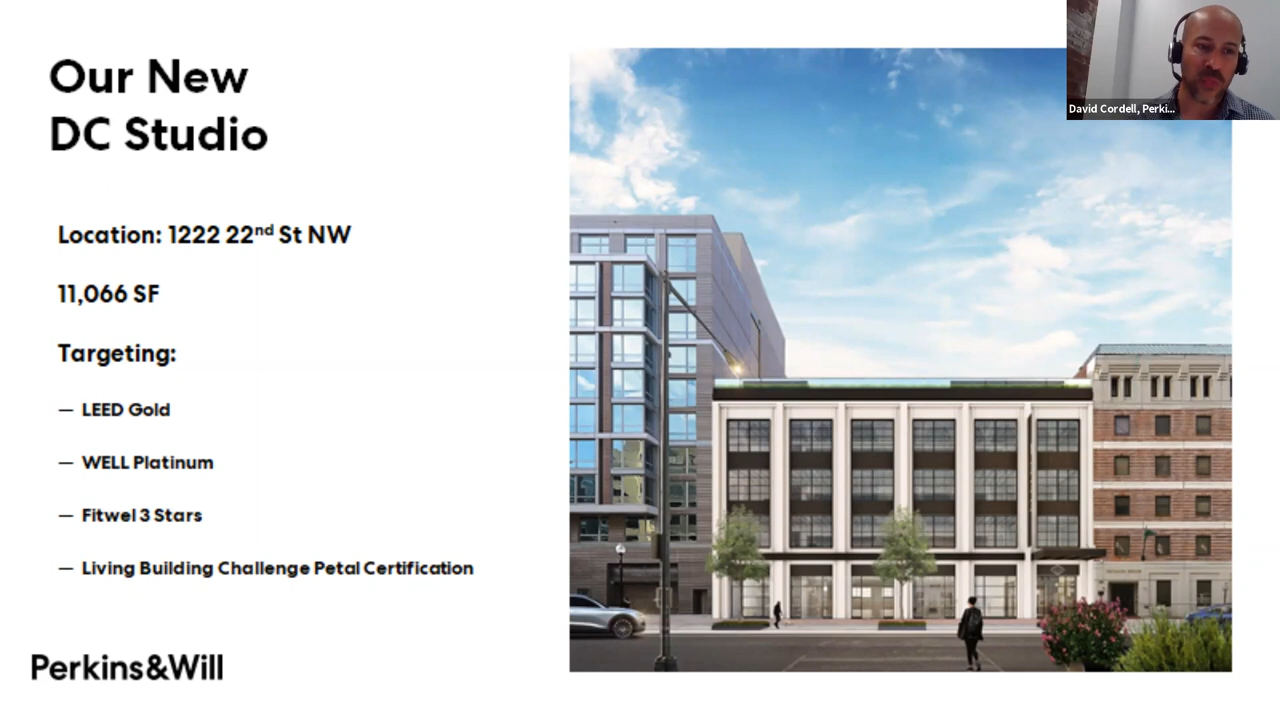 Our New
DC Studio
Location: 1222 22nd St NW
11,066 SF
Targeting:
— LEED Gold
— WELL Platinum
— Fitwel 3 Stars
— Living Building Challenge Petal Certification
Perkins&Will
David Cordell, Perki...